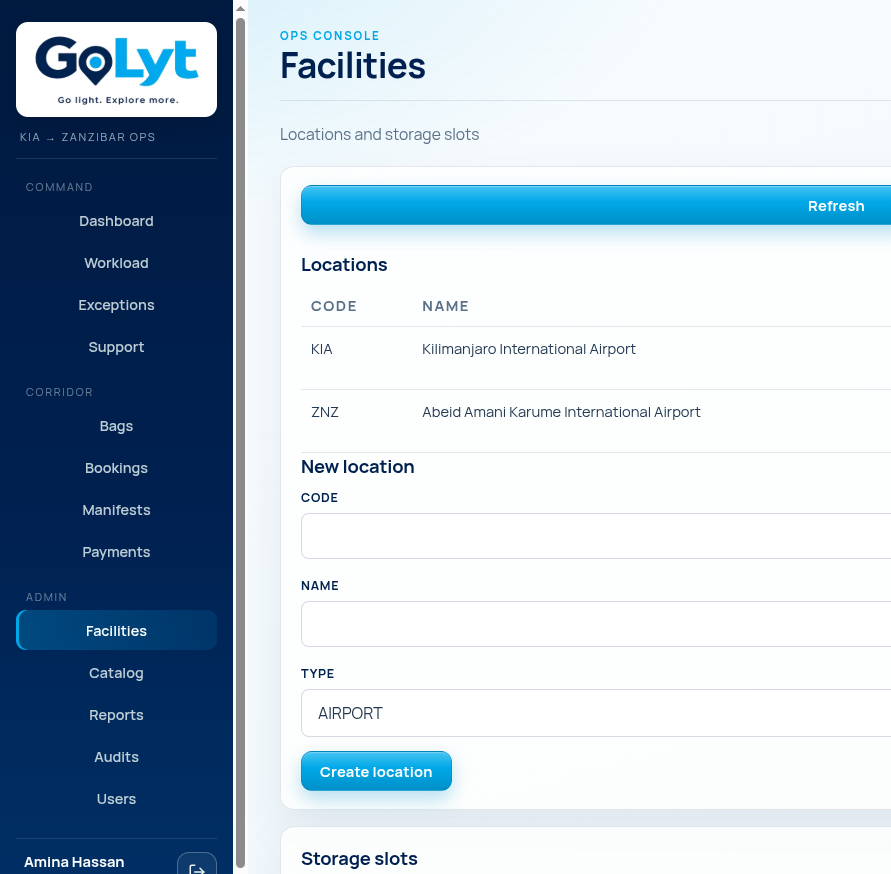 GoLyt
Go light. Explore more.
KIA → ZANZIBAR OPS
COMMAND
Dashboard
Workload
Exceptions
Support
CORRIDOR
Bags
Bookings
Manifests
Payments
ADMIN
Facilities
Catalog
Reports
Audits
Users
Amina Hassan
OPS CONSOLE
Facilities
Locations and storage slots
Refresh
Locations
CODE NAME
KIA Kilimanjaro International Airport
ZNZ Abeid Amani Karume International Airport
New location
CODE
NAME
TYPE
AIRPORT
Create location
Storage slots